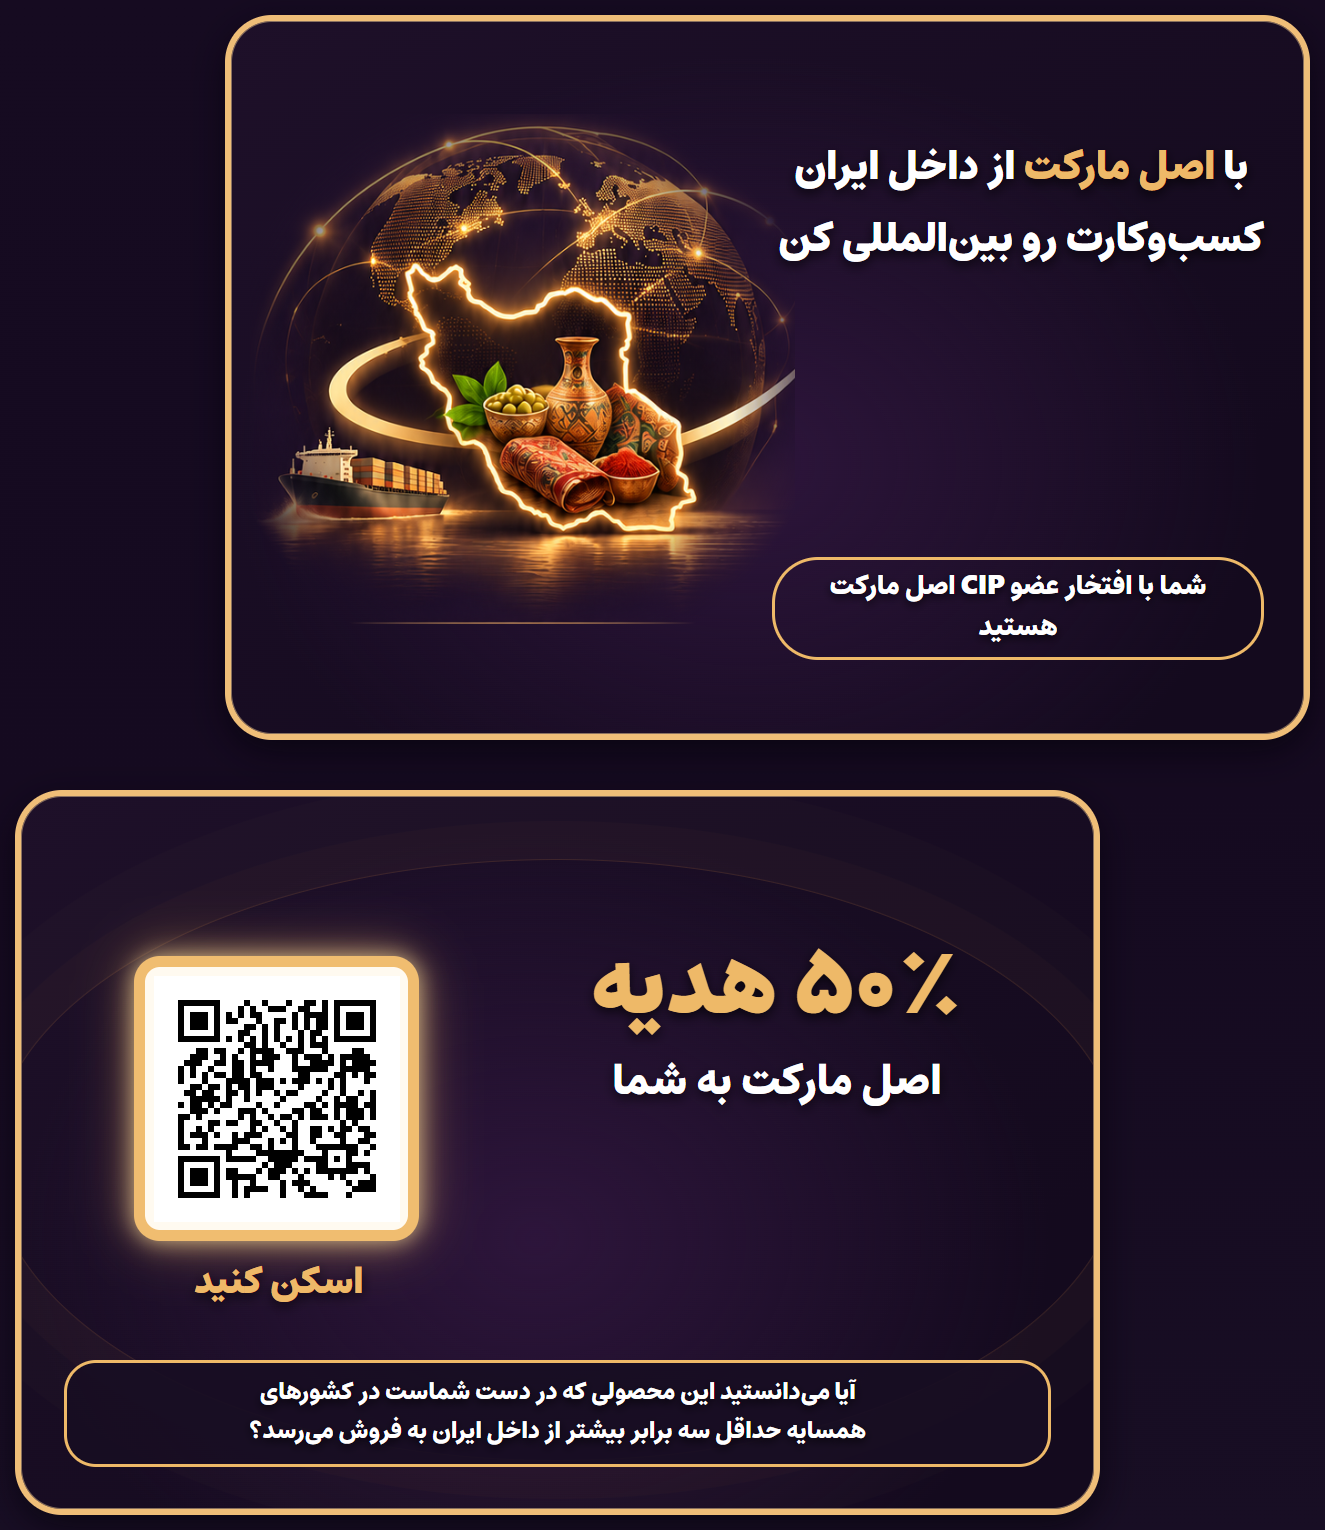 با اصل مارکت از داخل ایران
کسب‌وکارت رو بین‌المللی کن
شما با افتخار عضو CIP اصل مارکت
هستید
۵۰٪ هدیه
اصل مارکت به شما
اسکن کنید
آیا می‌دانستید این محصولی که در دست شماست در کشورهای
همسایه حداقل سه برابر بیشتر از داخل ایران به فروش می‌رسد؟